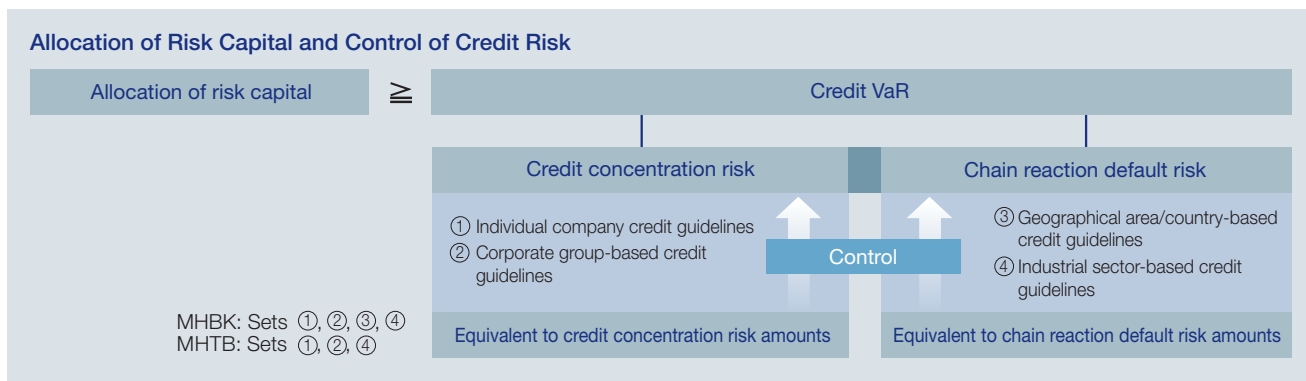 Allocation of Risk Capital and Control of Credit Risk
Allocation of risk capital
≧
Credit VaR
Credit concentration risk
Chain reaction default risk
① Individual company credit guidelines
② Corporate group-based credit
guidelines
Control
③ Geographical area/country-based
credit guidelines
④ Industrial sector-based credit
guidelines
MHBK: Sets ①, ②, ③, ④
MHTB: Sets ①, ②, ④
Equivalent to credit concentration risk amounts
Equivalent to chain reaction default risk amounts